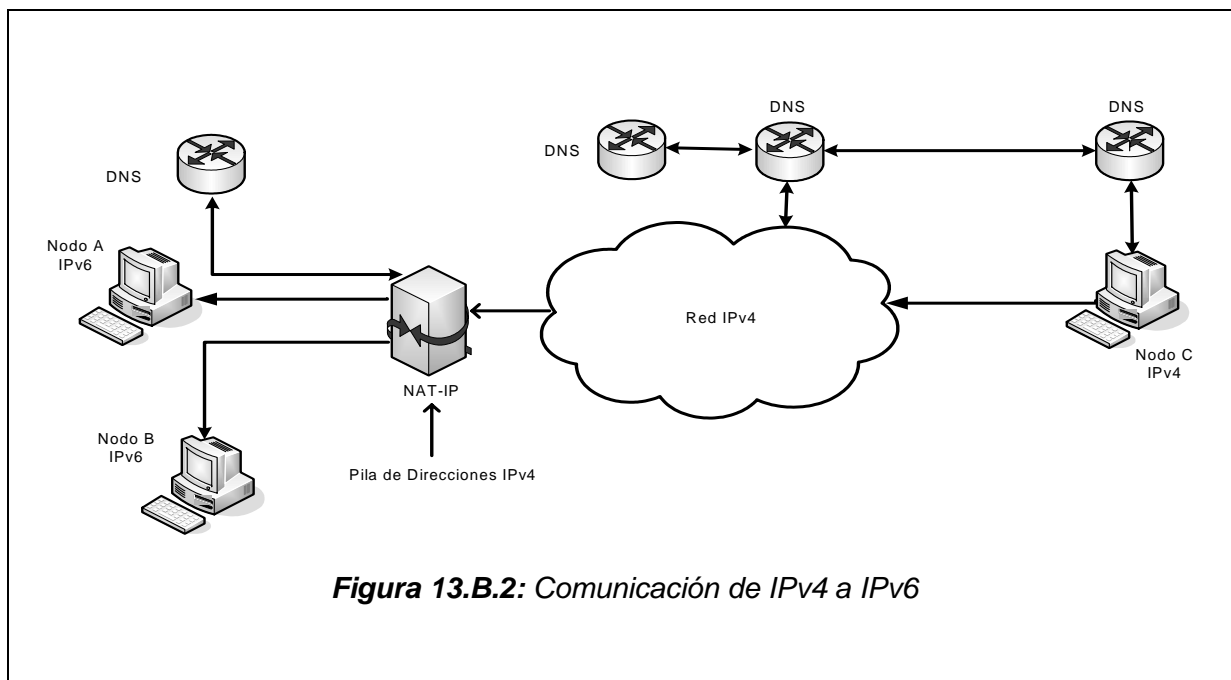 DNS
DNS
DNS
DNS
Nodo A
IPv6
Red IPv4
Nodo C
IPv4
NAT-IP
Nodo B
IPv6
Pila de Direcciones IPv4
Figura 13.B.2: Comunicación de IPv4 a IPv6